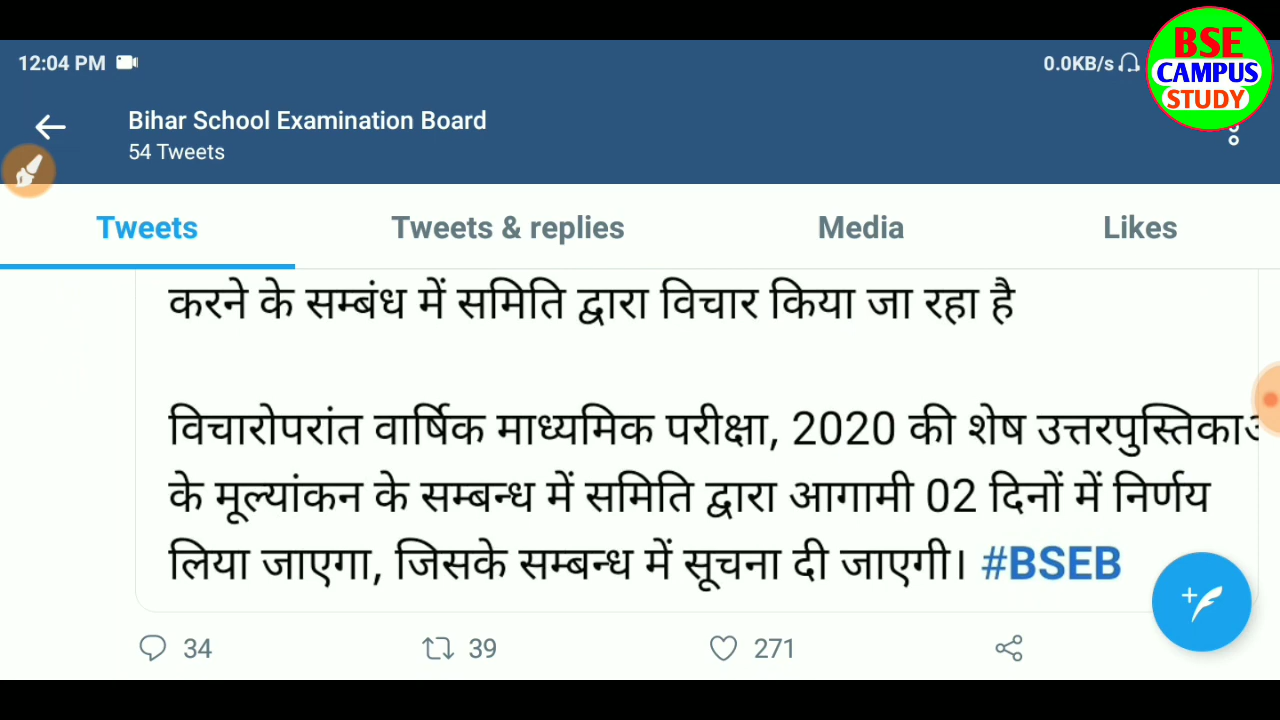 12:04 PM
0.0KB/s
BSE
CAMPUS
STUDY
Bihar School Examination Board
54 Tweets
Tweets
Tweets & replies
Media
Likes
करने के सम्बंध में समिति द्वारा विचार किया जा रहा है
विचारोपरांत वार्षिक माध्यमिक परीक्षा, 2020 की शेष
के मूल्यांकन के सम्बन्ध में समिति द्वारा आगामी 02 दिनों में निर्णय
लिया जाएगा, जिसके सम्बन्ध में सूचना दी जाएगी। #BSEB
34
39
271